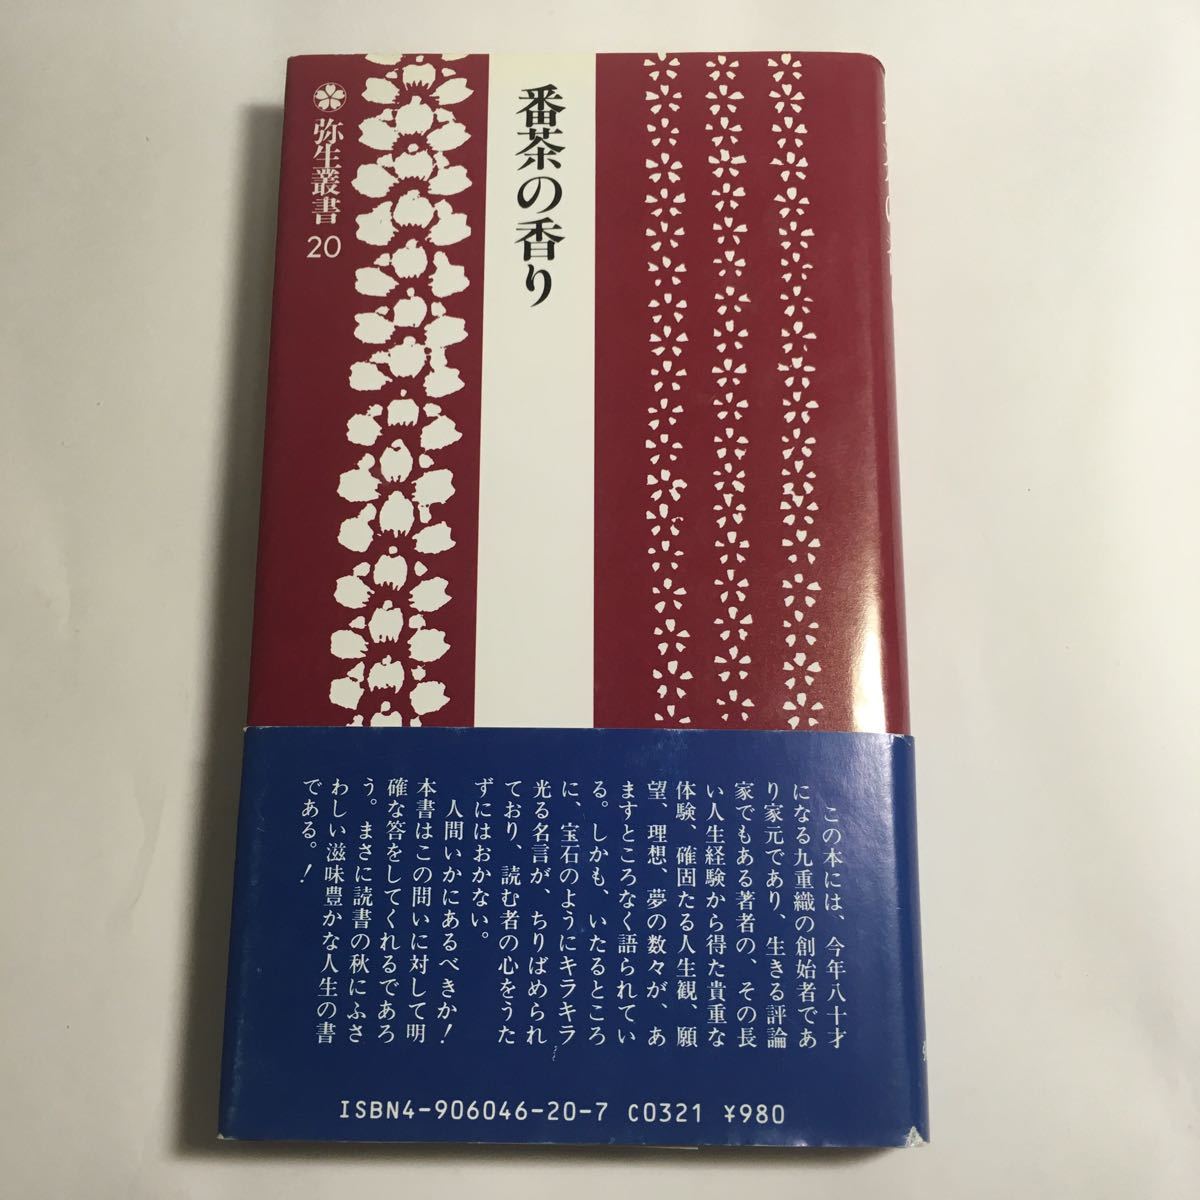 番茶の香り
弥生叢書 20
この本には、今年八十才
になる九重織の創始者であ
り家元であり、生きる評論
家でもある著者の、その長
い人生経験から得た貴重な
体験、確固たる人生観、願
望、理想、夢の数々が、あ
ますところなく語られてい
る。しかも、いたるところ
に、宝石のようにキラキラ
光る名言が、ちりばめられ
ており、読む者の心をうた
ずにはおかない。
人間いかにあるべきか!
本書はこの問いに対して明
確な答をしてくれるであろ
う。まさに読書の秋にふさ
わしい滋味豊かな人生の書
である。!
ISBN4-906046-20-7 C0321 ¥980